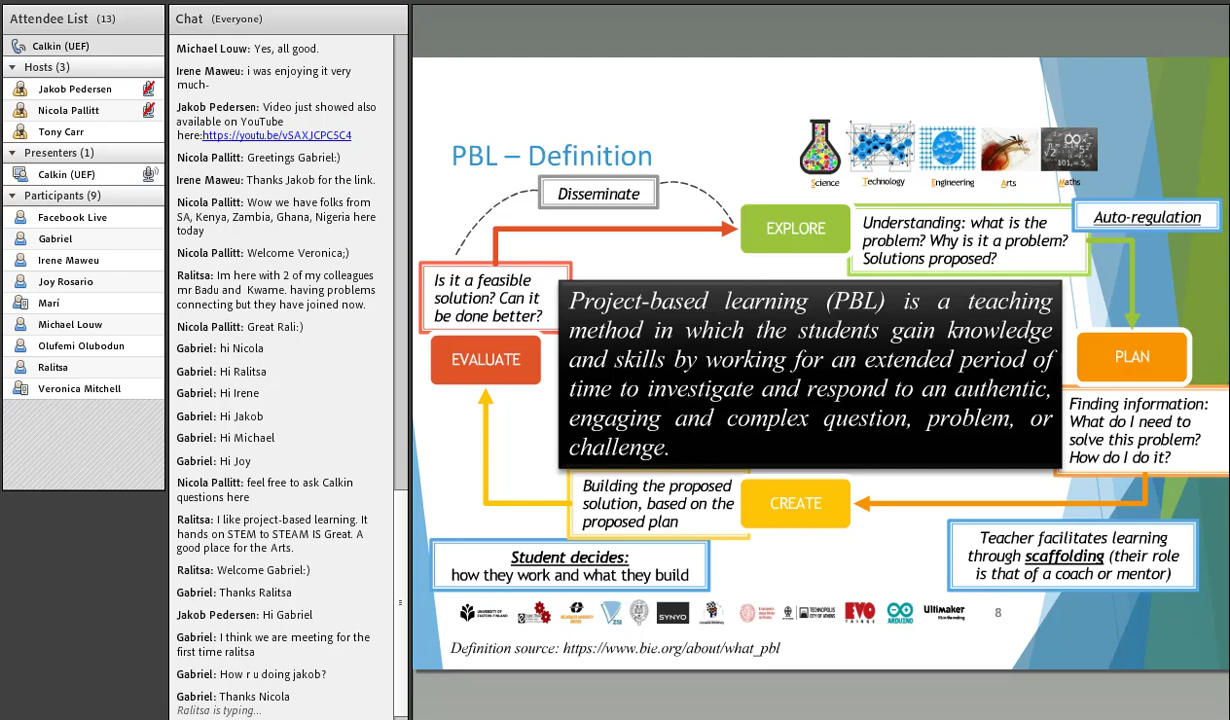 Attendee List (13)
Calkin (UEF)
Hosts (3)
Jakob Pedersen
Nicola Pallitt
Tony Carr
Presenters (1)
Calkin (UEF)
Participants (9)
Facebook Live
Gabriel
Irene Maweu
Joy Rosario
Marí
Michael Louw
Olufemi Olubodun
Ralitsa
Veronica Mitchell
Chat (Everyone)
Michael Louw: Yes, all good.
Irene Maweu: i was enjoying it very
much-
Jakob Pedersen: Video just showed also
available on YouTube
here:https://youtu.be/vSAXJCPC5C4
Nicola Pallitt: Greetings Gabriel:)
Irene Maweu: Thanks Jakob for the link.
Nicola Pallitt: Wow we have folks from
SA, Kenya, Zambia, Ghana, Nigeria here
today
Nicola Pallitt: Welcome Veronica;)
Ralitsa: Im here with 2 of my colleagues
mr Badu and Kwame. having problems
connecting but they have joined now.
Nicola Pallitt: Great Rali:)
Gabriel: hi Nicola
Gabriel: Hi Ralitsa
Gabriel: Hi Irene
Gabriel: Hi Jakob
Gabriel: Hi Michael
Gabriel: Hi Joy
Nicola Pallitt: feel free to ask Calkin
questions here
Ralitsa: I like project-based learning. It
hands on STEM to STEAM IS Great. A
good place for the Arts.
Ralitsa: Welcome Gabriel:)
Gabriel: Thanks Ralitsa
Jakob Pedersen: Hi Gabriel
Gabriel: I think we are meeting for the
first time ralitsa
Gabriel: How r u doing jakob?
Gabriel: Thanks Nicola
Ralitsa is typing...
PBL – Definition
Science
Technology
Engineering
Arts
Maths
Disseminate
EXPLORE
Understanding: what is the
problem? Why is it a problem?
Solutions proposed?
Auto-regulation
Is it a feasible
solution? Can it
be done better?
EVALUATE
Project-based learning (PBL) is a teaching
method in which the students gain knowledge
and skills by working for an extended period of
time to investigate and respond to an authentic,
engaging and complex question, problem, or
challenge.
PLAN
Finding information:
What do I need to
solve this problem?
How do I do it?
Building the proposed
solution, based on the
proposed plan
CREATE
Student decides:
how they work and what they build
Teacher facilitates learning
through scaffolding (their role
is that of a coach or mentor)
UNIVERSITY OF
EASTERN FINLAND
ZSI
SYNYO
TECHNOPOLIS
CITY OF ATHENS
EVO
ARDUINO
Ultimaker
8
Definition source: https://www.bie.org/about/what_pbl